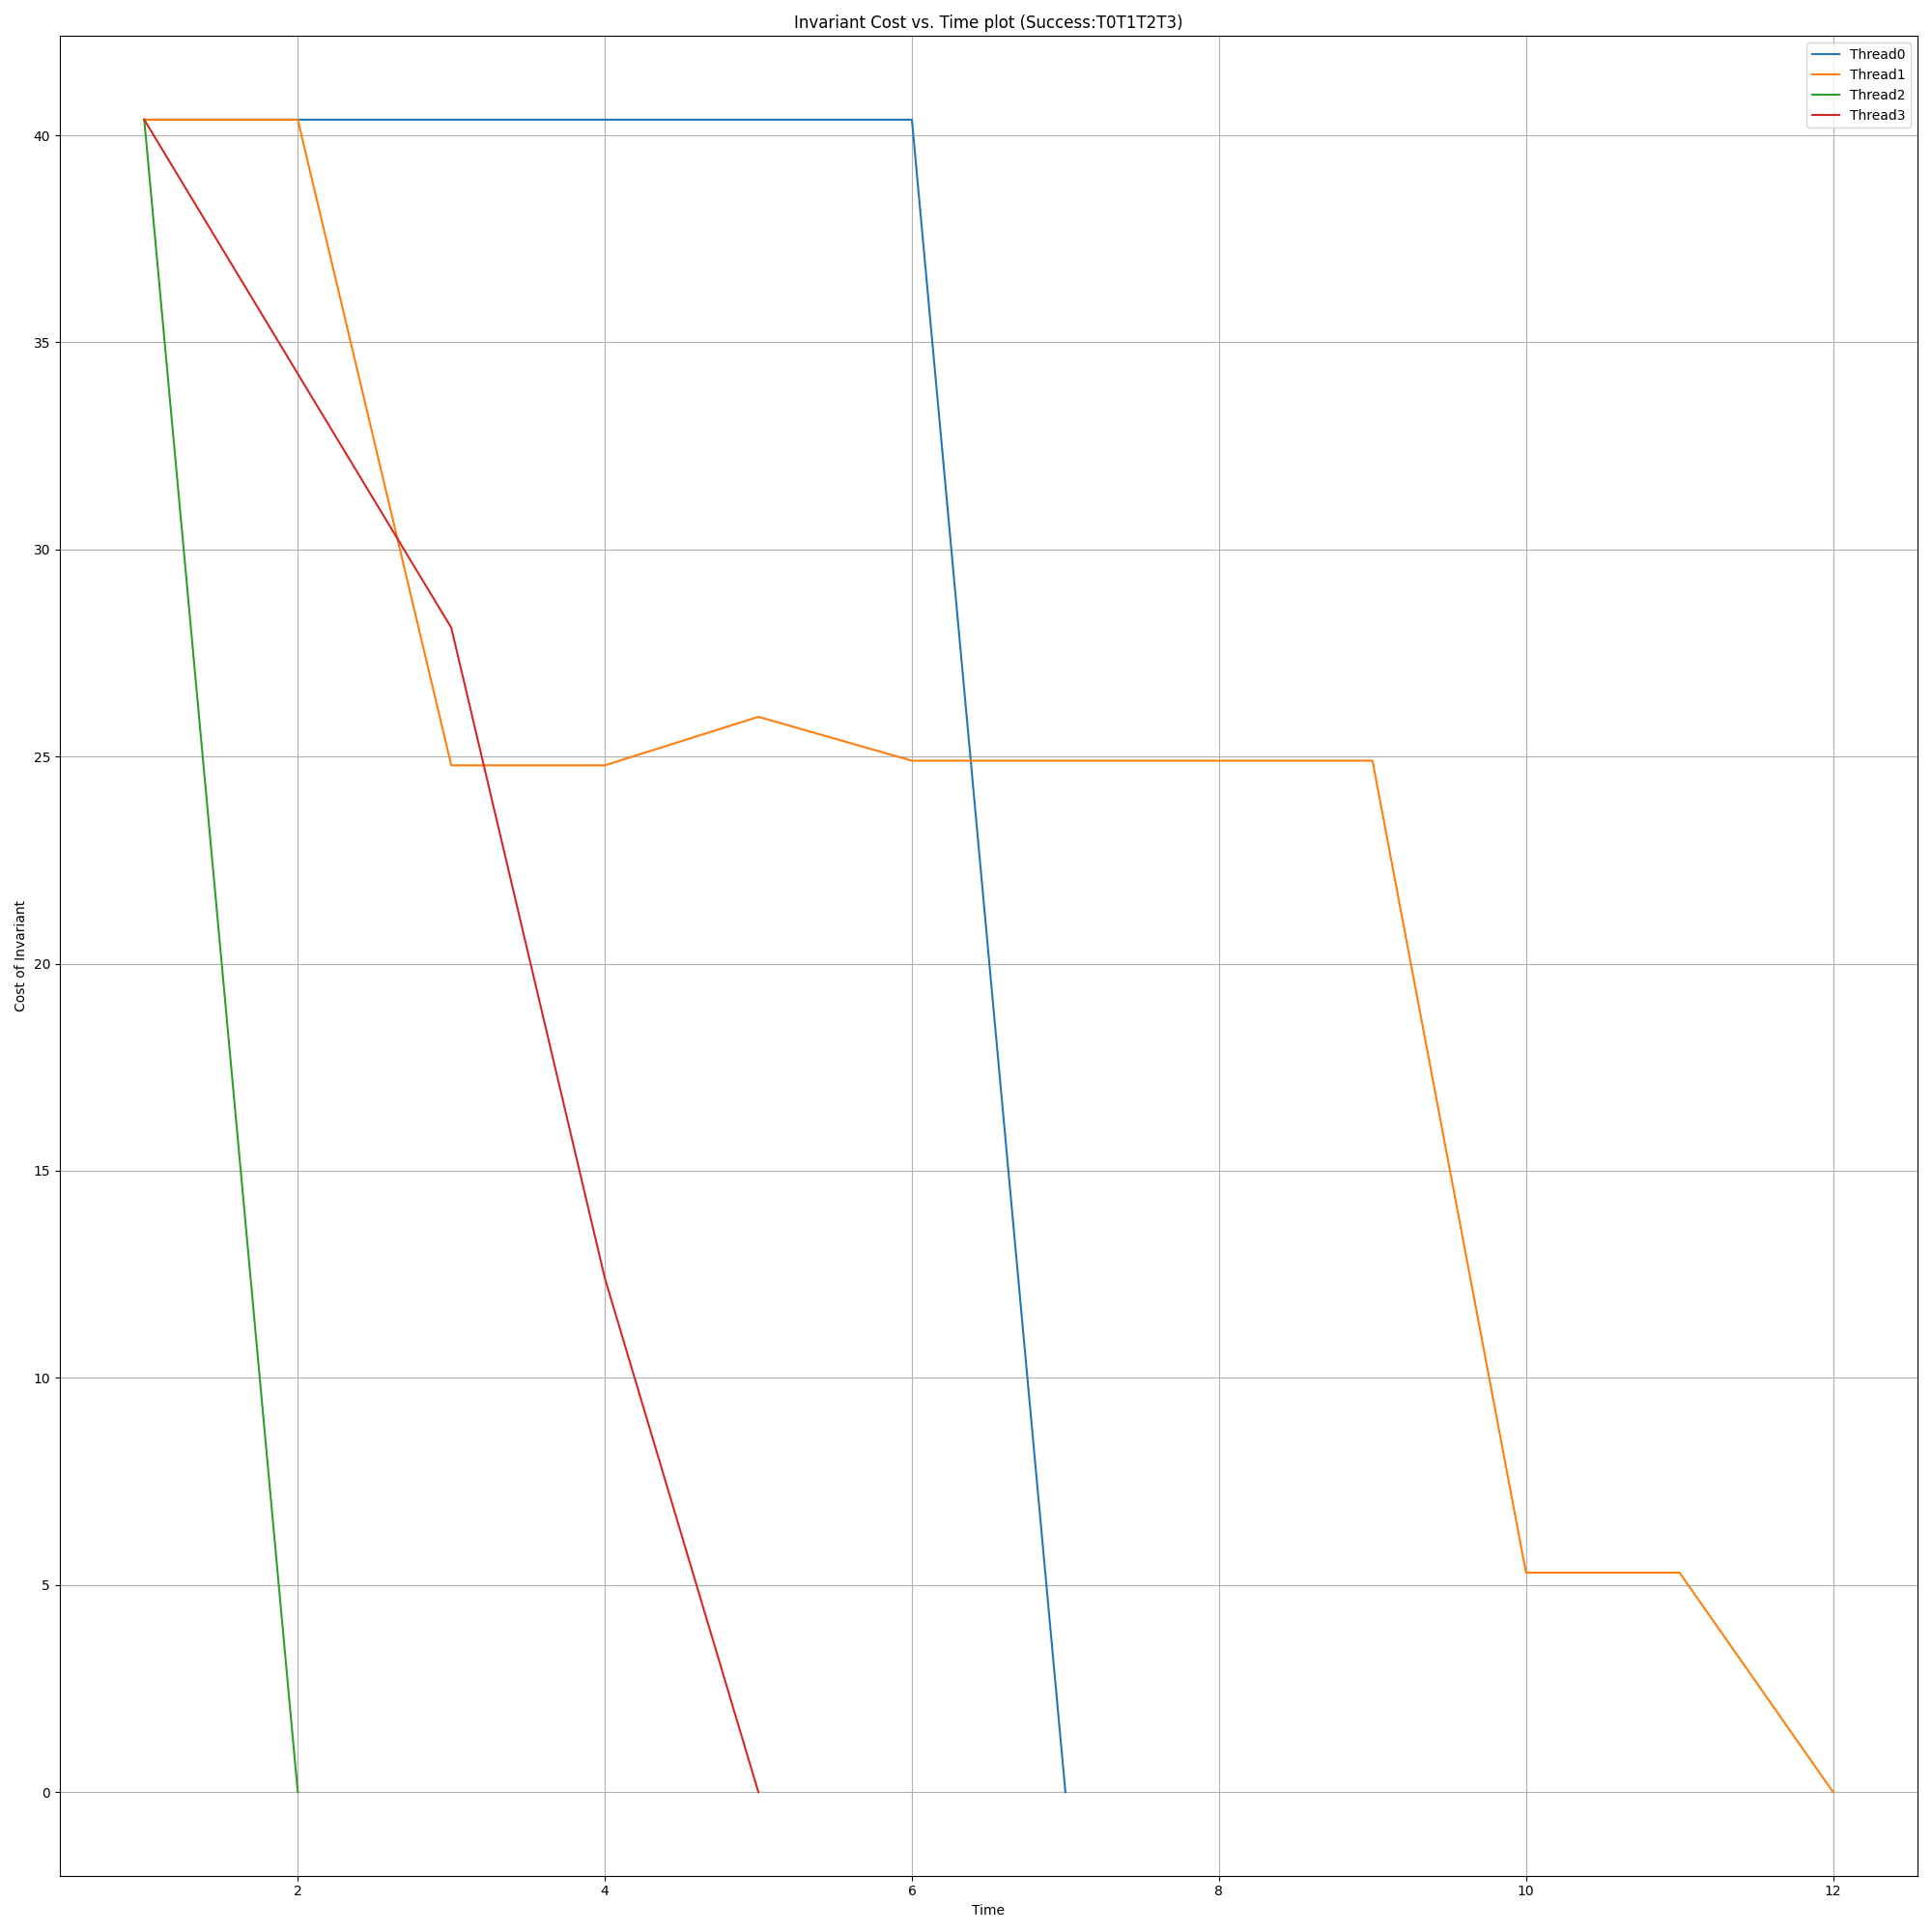 Invariant Cost vs. Time plot (Success:T0T1T2T3)
Thread0
Thread1
Thread2
Thread3
40
35
30
25
20
15
10
5
0
Cost of Invariant
2 4 6 8 10 12
Time